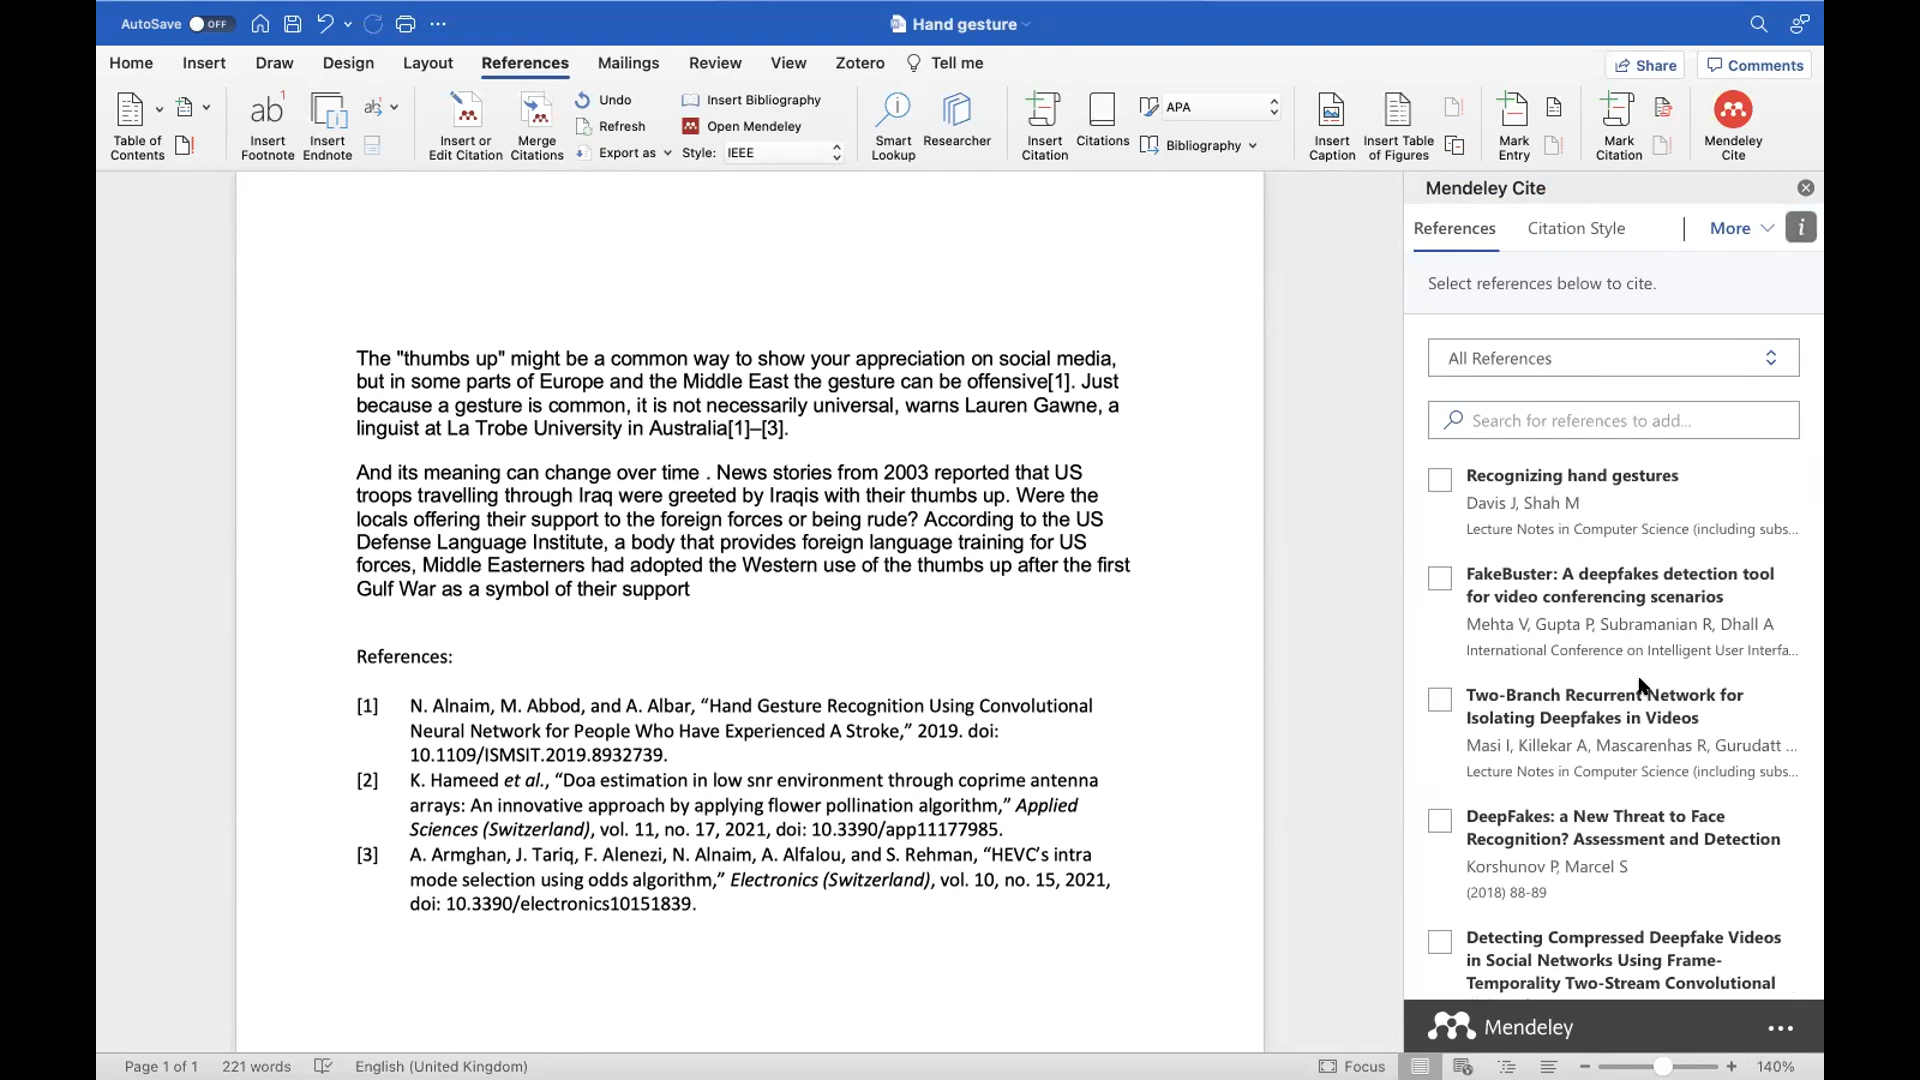 AutoSave OFF
Hand gesture
Home Insert Draw Design Layout References Mailings Review View Zotero Tell me
Share Comments
Table of Contents
Insert Footnote
Insert Endnote
Insert or Edit Citation
Merge Citations
Undo
Refresh
Export as
Insert Bibliography
Open Mendeley
Style: IEEE
Smart Lookup
Researcher
Insert Citation
Citations
APA
Bibliography
Insert Caption
Insert Table of Figures
Mark Entry
Mark Citation
Mendeley Cite
The "thumbs up" might be a common way to show your appreciation on social media,
but in some parts of Europe and the Middle East the gesture can be offensive[1]. Just
because a gesture is common, it is not necessarily universal, warns Lauren Gawne, a
linguist at La Trobe University in Australia[1]–[3].
And its meaning can change over time . News stories from 2003 reported that US
troops travelling through Iraq were greeted by Iraqis with their thumbs up. Were the
locals offering their support to the foreign forces or being rude? According to the US
Defense Language Institute, a body that provides foreign language training for US
forces, Middle Easterners had adopted the Western use of the thumbs up after the first
Gulf War as a symbol of their support
References:
[1] N. Alnaim, M. Abbod, and A. Albar, “Hand Gesture Recognition Using Convolutional
Neural Network for People Who Have Experienced A Stroke,” 2019. doi:
10.1109/ISMSIT.2019.8932739.
[2] K. Hameed et al., “Doa estimation in low snr environment through coprime antenna
arrays: An innovative approach by applying flower pollination algorithm,” Applied
Sciences (Switzerland), vol. 11, no. 17, 2021, doi: 10.3390/app11177985.
[3] A. Armghan, J. Tariq, F. Alenezi, N. Alnaim, A. Alfalou, and S. Rehman, “HEVC’s intra
mode selection using odds algorithm,” Electronics (Switzerland), vol. 10, no. 15, 2021,
doi: 10.3390/electronics10151839.
Mendeley Cite
References Citation Style More
Select references below to cite.
All References
Search for references to add...
Recognizing hand gestures
Davis J, Shah M
Lecture Notes in Computer Science (including subs...
FakeBuster: A deepfakes detection tool
for video conferencing scenarios
Mehta V, Gupta P, Subramanian R, Dhall A
International Conference on Intelligent User Interfa...
Two-Branch Recurrent Network for
Isolating Deepfakes in Videos
Masi I, Killekar A, Mascarenhas R, Gurudatt ...
Lecture Notes in Computer Science (including subs...
DeepFakes: a New Threat to Face
Recognition? Assessment and Detection
Korshunov P, Marcel S
(2018) 88-89
Detecting Compressed Deepfake Videos
in Social Networks Using Frame-
Temporality Two-Stream Convolutional
Mendeley
Page 1 of 1 221 words English (United Kingdom) Focus 140%